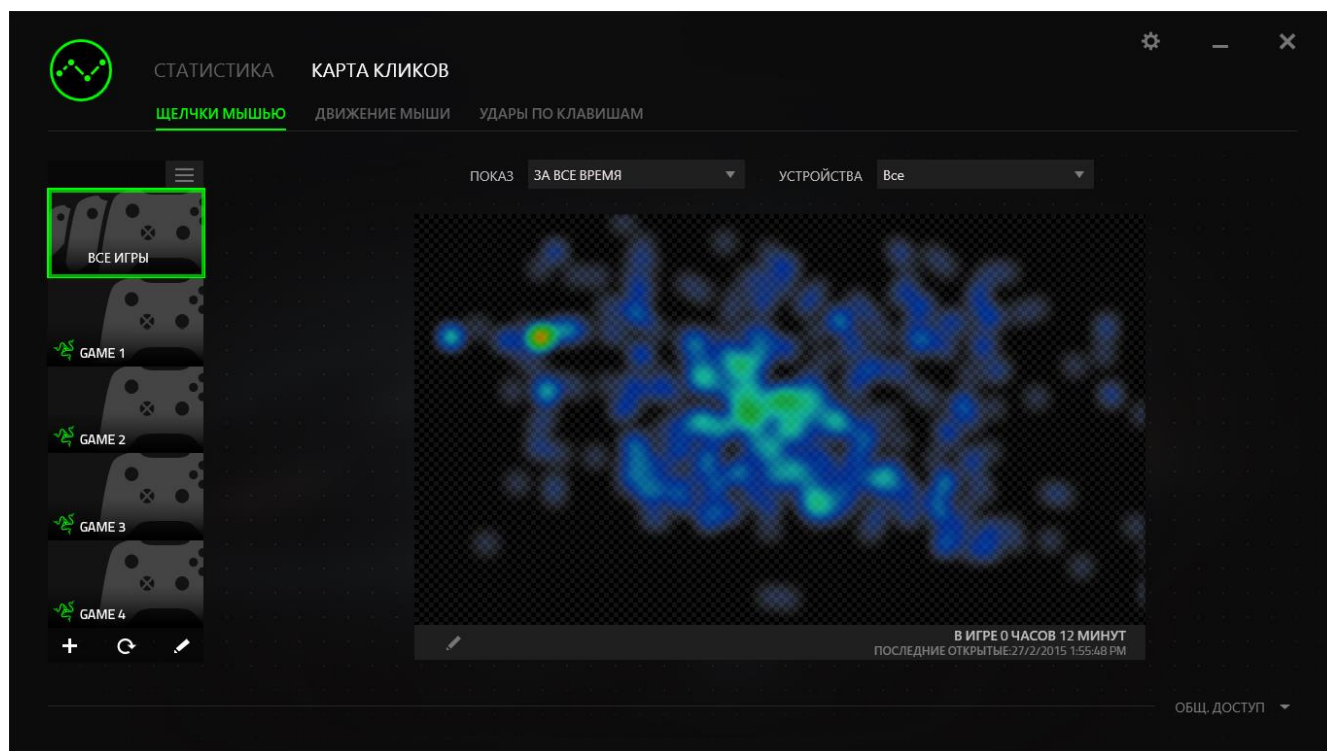 СТАТИСТИКА КАРТА КЛИКОВ
ЩЕЛЧКИ МЫШЬЮ ДВИЖЕНИЕ МЫШИ УДАРЫ ПО КЛАВИШАМ
ПОКАЗ ЗА ВСЕ ВРЕМЯ УСТРОЙСТВА Все
ВСЕ ИГРЫ
GAME 1
GAME 2
GAME 3
GAME 4
В ИГРЕ 0 ЧАСОВ 12 МИНУТ
ПОСЛЕДНИЕ ОТКРЫТЫЕ:27/2/2015 1:55:48 PM
ОБЩ. ДОСТУП